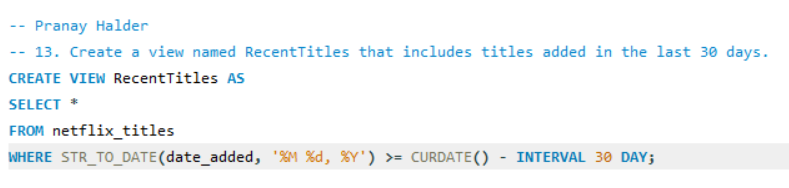 -- Pranay Halder
-- 13. Create a view named RecentTitles that includes titles added in the last 30 days.
CREATE VIEW RecentTitles AS
SELECT *
FROM netflix_titles
WHERE STR_TO_DATE(date_added, '%M %d, %Y') >= CURDATE() - INTERVAL 30 DAY;